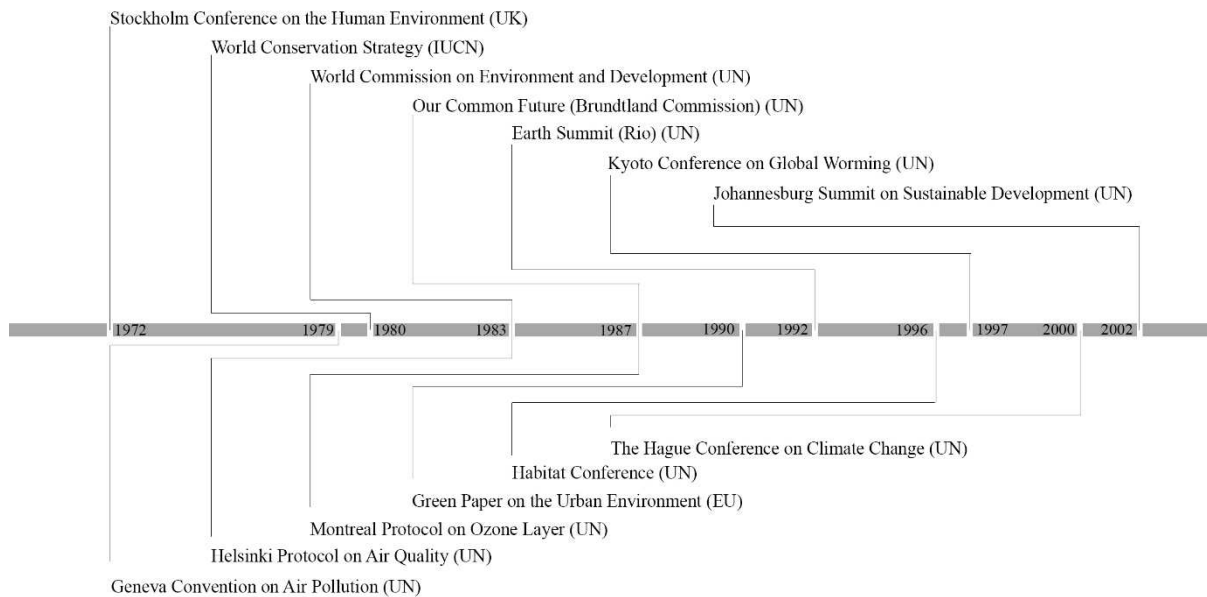 Stockholm Conference on the Human Environment (UK)
World Conservation Strategy (IUCN)
World Commission on Environment and Development (UN)
Our Common Future (Brundtland Commission) (UN)
Earth Summit (Rio) (UN)
Kyoto Conference on Global Worming (UN)
Johannesburg Summit on Sustainable Development (UN)
1972 1979 1980 1983 1987 1990 1992 1996 1997 2000 2002
The Hague Conference on Climate Change (UN)
Habitat Conference (UN)
Green Paper on the Urban Environment (EU)
Montreal Protocol on Ozone Layer (UN)
Helsinki Protocol on Air Quality (UN)
Geneva Convention on Air Pollution (UN)